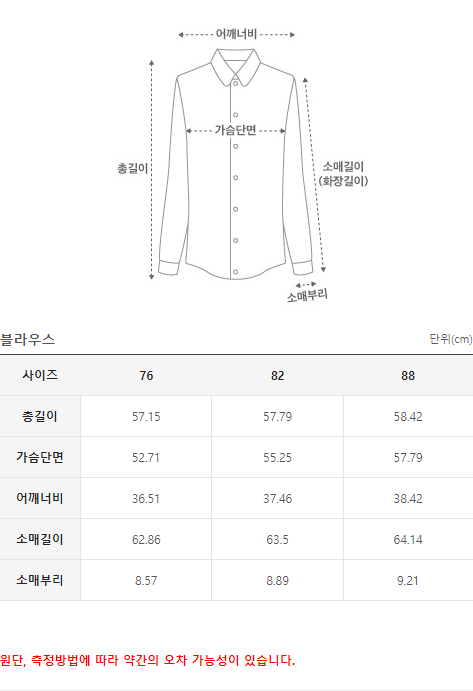 어깨너비
가슴단면
총길이
소매길이
(화장길이)
소매부리
블라우스 단위(cm)
사이즈 76 82 88
총길이 57.15 57.79 58.42
가슴단면 52.71 55.25 57.79
어깨너비 36.51 37.46 38.42
소매길이 62.86 63.5 64.14
소매부리 8.57 8.89 9.21
원단, 측정방법에 따라 약간의 오차 가능성이 있습니다.